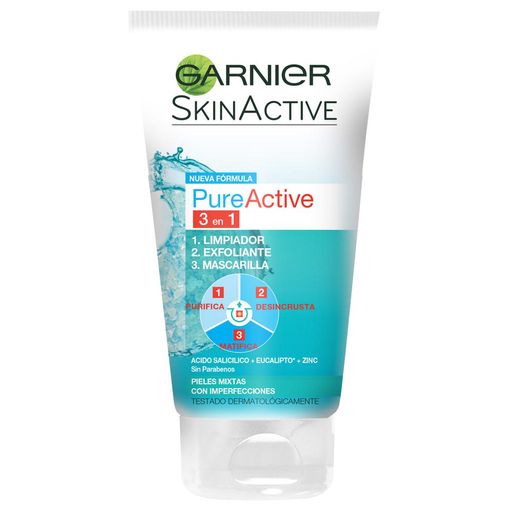 GARNIER
SKINACTIVE
NUEVA FÓRMULA
PureActive
3 en 1
1. LIMPIADOR
2. EXFOLIANTE
3. MASCARILLA
1 2
PURIFICA DESINCRUSTA
3
MATIFICA
ACIDO SALICILICO + EUCALIPTO* + ZINC
Sin Parabenos
PIELES MIXTAS
CON IMPERFECCIONES
TESTADO DERMATOLÓGICAMENTE